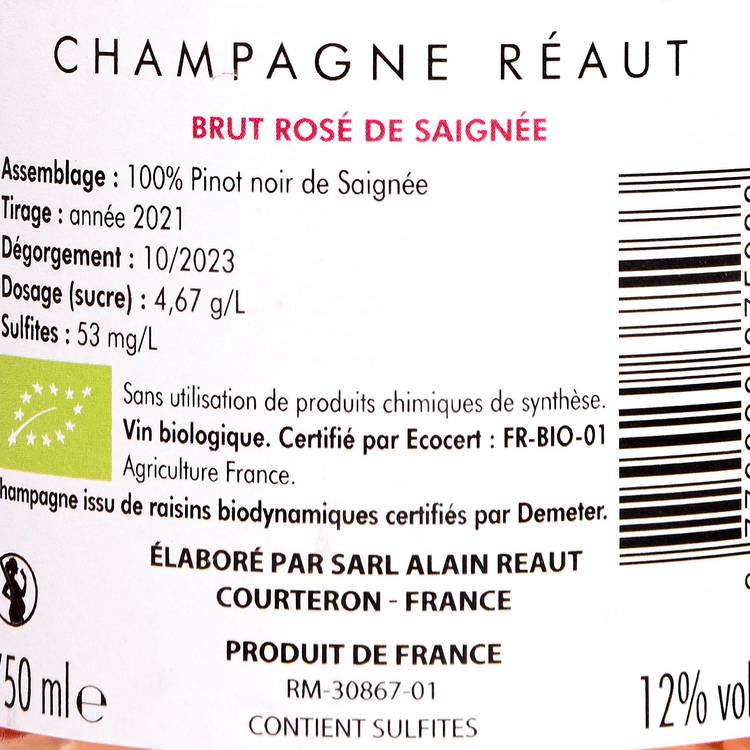 CHAMPAGNE RÉAUT
BRUT ROSÉ DE SAIGNÉE
Assemblage : 100% Pinot noir de Saignée
Tirage : année 2021
Dégorgement : 10/2023
Dosage (sucre) : 4,67 g/L
Sulfites : 53 mg/L
Sans utilisation de produits chimiques de synthèse.
Vin biologique. Certifié par Ecocert : FR-BIO-01
Agriculture France.
hampagne issu de raisins biodynamiques certifiés par Demeter.
ÉLABORÉ PAR SARL ALAIN REAUT
COURTERON - FRANCE
PRODUIT DE FRANCE
RM-30867-01
CONTIENT SULFITES
50 ml e
12% vol